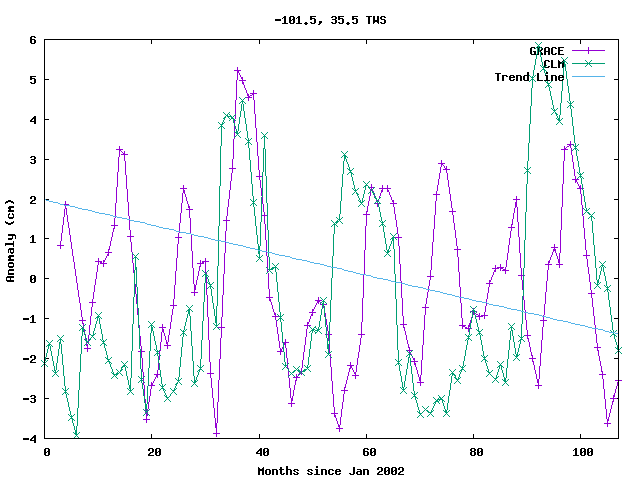 -101.5, 35.5 TWS
6
5
4
3
2
1
0
-1
-2
-3
-4
Anomaly (cm)
GRACE
CLM
Trend Line
0 20 40 60 80 100
Months since Jan 2002